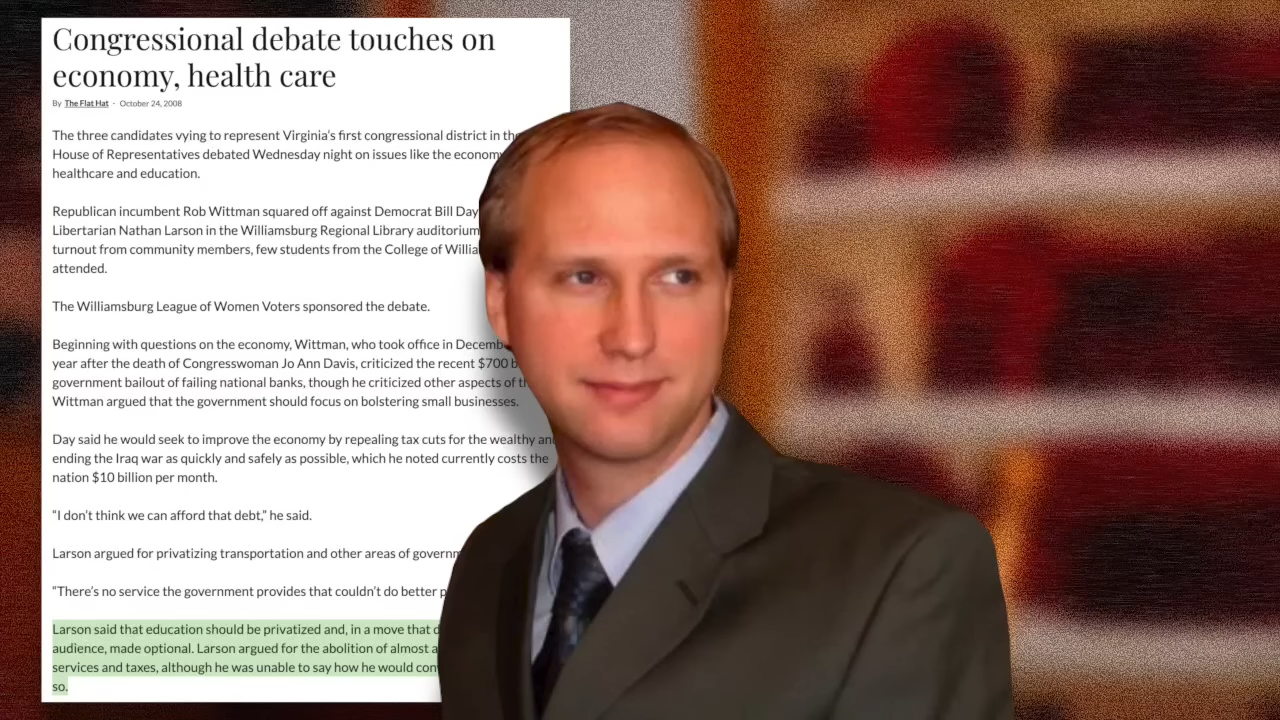 Congressional debate touches on
economy, health care
By The Flat Hat - October 24, 2008
The three candidates vying to represent Virginia’s first congressional district in the
House of Representatives debated Wednesday night on issues like the economy
healthcare and education.
Republican incumbent Rob Wittman squared off against Democrat Bill Day
Libertarian Nathan Larson in the Williamsburg Regional Library auditorium
turnout from community members, few students from the College of
attended.
The Williamsburg League of Women Voters sponsored the debate.
Beginning with questions on the economy, Wittman, who took office in
year after the death of Congresswoman Jo Ann Davis, criticized the recent $700
government bailout of failing national banks, though he criticized other aspects of
Wittman argued that the government should focus on bolstering small businesses.
Day said he would seek to improve the economy by repealing tax cuts for the wealthy and
ending the Iraq war as quickly and safely as possible, which he noted currently costs the
nation $10 billion per month.
“I don’t think we can afford that debt,” he said.
Larson argued for privatizing transportation and other areas of
“There’s no service the government provides that couldn’t do better
Larson said that education should be privatized and, in a move that
audience, made optional. Larson argued for the abolition of almost
services and taxes, although he was unable to say how he would
so.